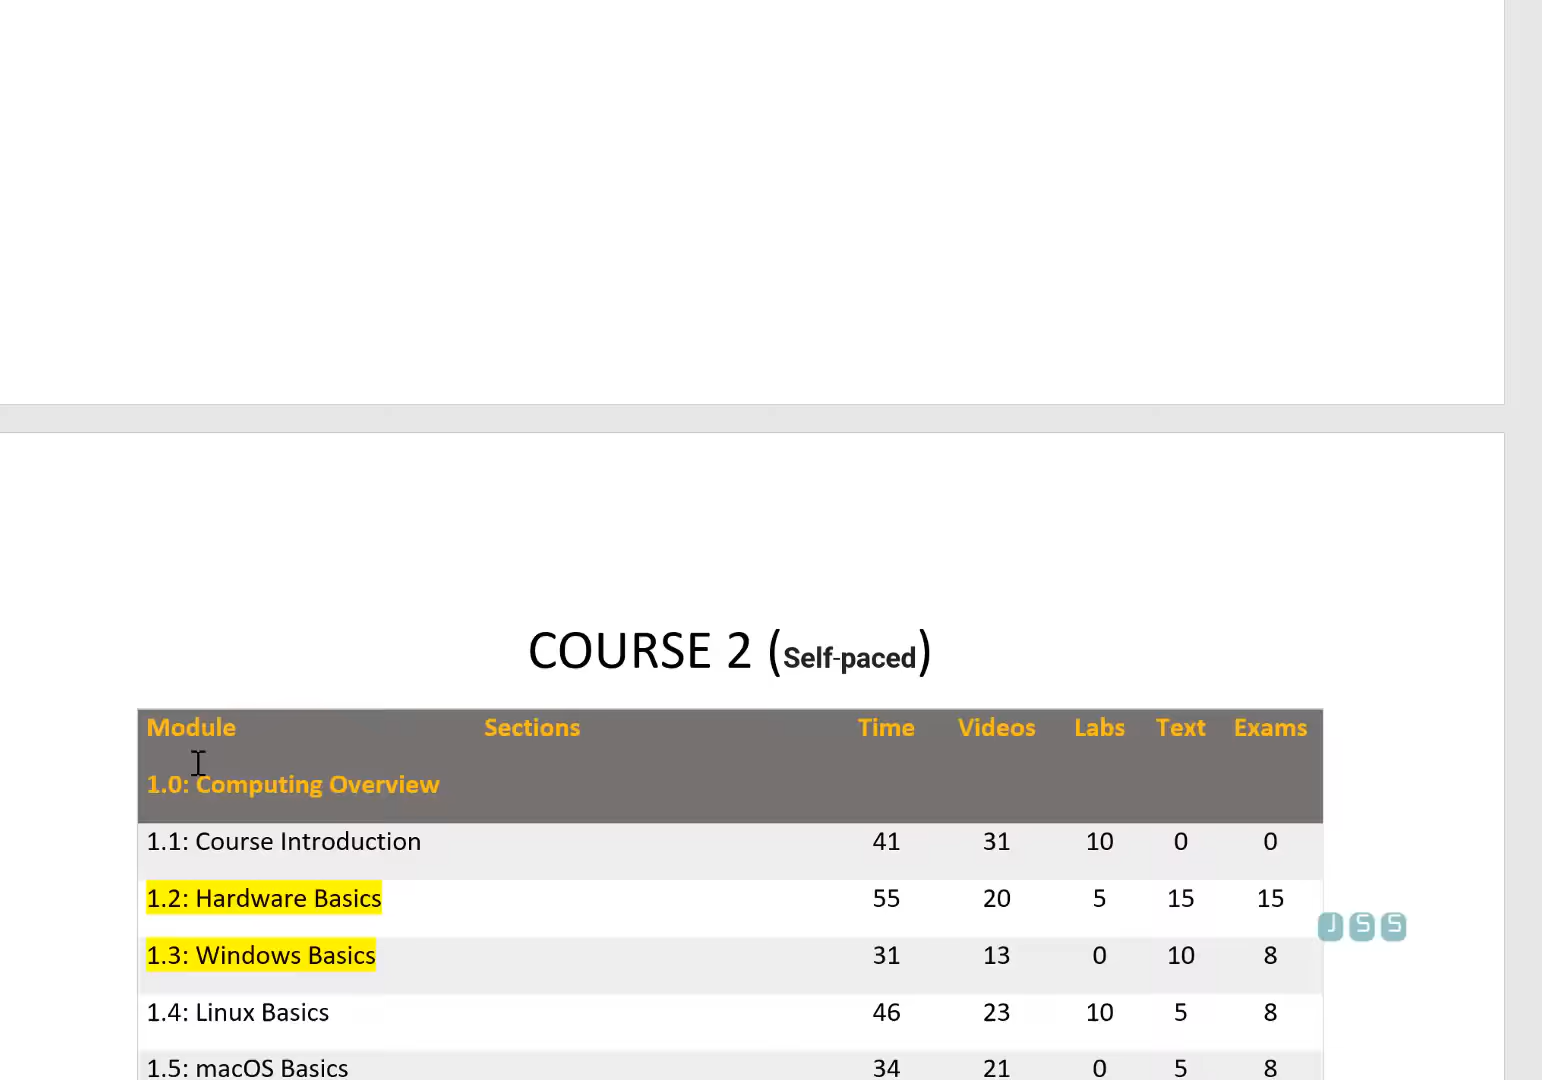 COURSE 2 (Self-paced)
Module Sections Time Videos Labs Text Exams
1.0: Computing Overview
1.1: Course Introduction 41 31 10 0 0
1.2: Hardware Basics 55 20 5 15 15
1.3: Windows Basics 31 13 0 10 8
1.4: Linux Basics 46 23 10 5 8
1.5: macOS Basics 34 21 0 5 8
J S S